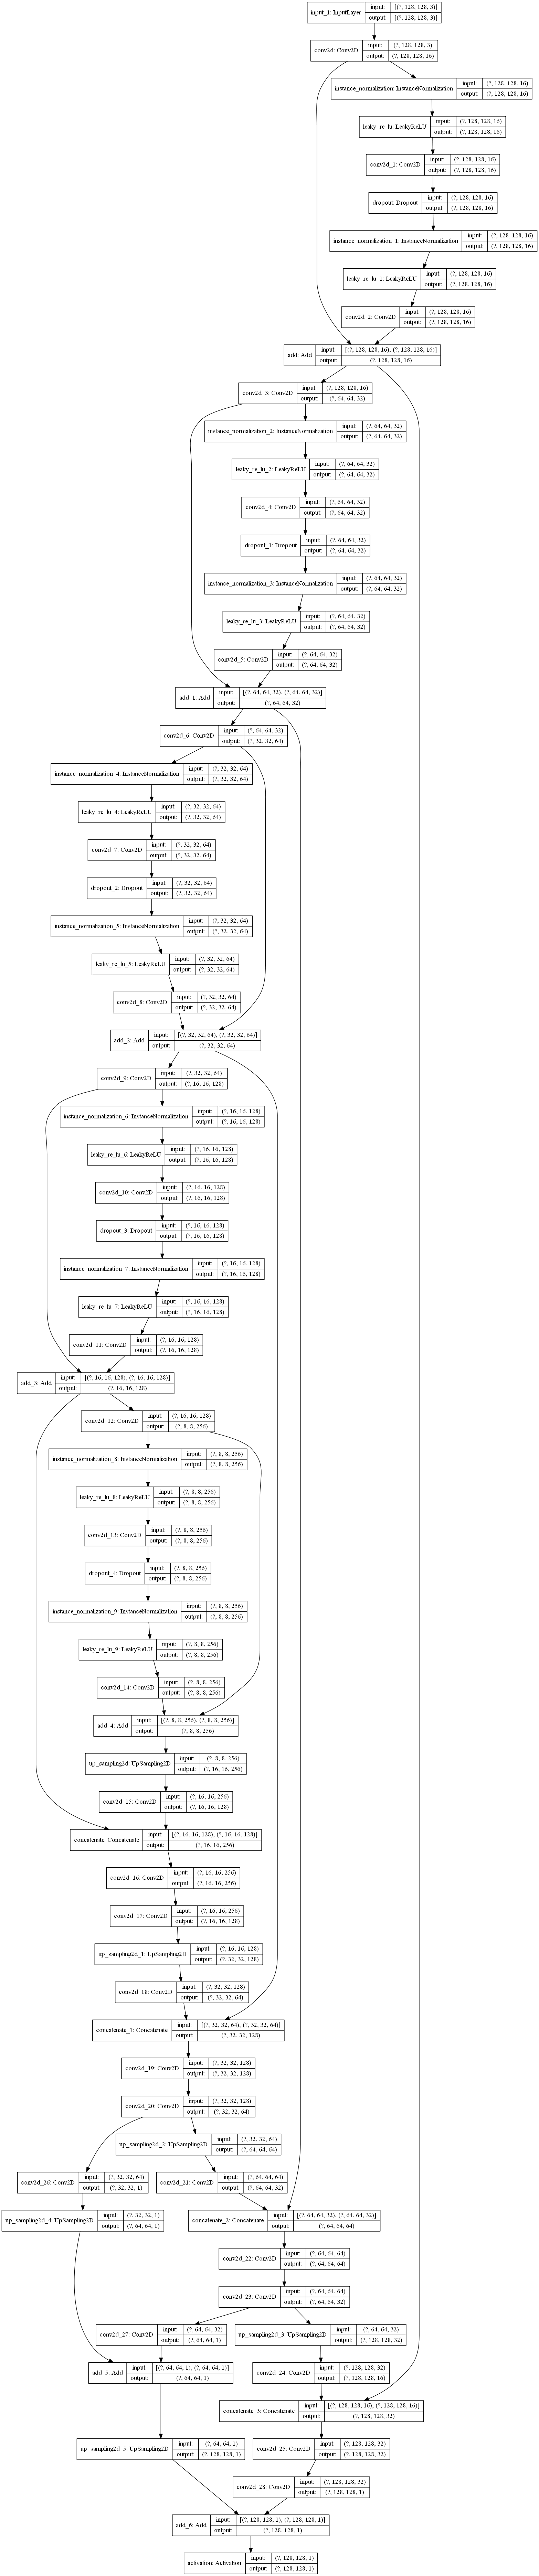 input_1: InputLayer
input: [(?, 128, 128, 3)]
output: [(?, 128, 128, 3)]
conv2d: Conv2D
input: (?, 128, 128, 3)
output: (?, 128, 128, 16)
instance_normalization: InstanceNormalization
input: (?, 128, 128, 16)
output: (?, 128, 128, 16)
leaky_re_lu: LeakyReLU
input: (?, 128, 128, 16)
output: (?, 128, 128, 16)
conv2d_1: Conv2D
input: (?, 128, 128, 16)
output: (?, 128, 128, 16)
dropout: Dropout
input: (?, 128, 128, 16)
output: (?, 128, 128, 16)
instance_normalization_1: InstanceNormalization
input: (?, 128, 128, 16)
output: (?, 128, 128, 16)
leaky_re_lu_1: LeakyReLU
input: (?, 128, 128, 16)
output: (?, 128, 128, 16)
conv2d_2: Conv2D
input: (?, 128, 128, 16)
output: (?, 128, 128, 16)
add: Add
input: [(?, 128, 128, 16), (?, 128, 128, 16)]
output: (?, 128, 128, 16)
conv2d_3: Conv2D
input: (?, 128, 128, 16)
output: (?, 64, 64, 32)
instance_normalization_2: InstanceNormalization
input: (?, 64, 64, 32)
output: (?, 64, 64, 32)
leaky_re_lu_2: LeakyReLU
input: (?, 64, 64, 32)
output: (?, 64, 64, 32)
conv2d_4: Conv2D
input: (?, 64, 64, 32)
output: (?, 64, 64, 32)
dropout_1: Dropout
input: (?, 64, 64, 32)
output: (?, 64, 64, 32)
instance_normalization_3: InstanceNormalization
input: (?, 64, 64, 32)
output: (?, 64, 64, 32)
leaky_re_lu_3: LeakyReLU
input: (?, 64, 64, 32)
output: (?, 64, 64, 32)
conv2d_5: Conv2D
input: (?, 64, 64, 32)
output: (?, 64, 64, 32)
add_1: Add
input: [(?, 64, 64, 32), (?, 64, 64, 32)]
output: (?, 64, 64, 32)
conv2d_6: Conv2D
input: (?, 64, 64, 32)
output: (?, 32, 32, 64)
instance_normalization_4: InstanceNormalization
input: (?, 32, 32, 64)
output: (?, 32, 32, 64)
leaky_re_lu_4: LeakyReLU
input: (?, 32, 32, 64)
output: (?, 32, 32, 64)
conv2d_7: Conv2D
input: (?, 32, 32, 64)
output: (?, 32, 32, 64)
dropout_2: Dropout
input: (?, 32, 32, 64)
output: (?, 32, 32, 64)
instance_normalization_5: InstanceNormalization
input: (?, 32, 32, 64)
output: (?, 32, 32, 64)
leaky_re_lu_5: LeakyReLU
input: (?, 32, 32, 64)
output: (?, 32, 32, 64)
conv2d_8: Conv2D
input: (?, 32, 32, 64)
output: (?, 32, 32, 64)
add_2: Add
input: [(?, 32, 32, 64), (?, 32, 32, 64)]
output: (?, 32, 32, 64)
conv2d_9: Conv2D
input: (?, 32, 32, 64)
output: (?, 16, 16, 128)
instance_normalization_6: InstanceNormalization
input: (?, 16, 16, 128)
output: (?, 16, 16, 128)
leaky_re_lu_6: LeakyReLU
input: (?, 16, 16, 128)
output: (?, 16, 16, 128)
conv2d_10: Conv2D
input: (?, 16, 16, 128)
output: (?, 16, 16, 128)
dropout_3: Dropout
input: (?, 16, 16, 128)
output: (?, 16, 16, 128)
instance_normalization_7: InstanceNormalization
input: (?, 16, 16, 128)
output: (?, 16, 16, 128)
leaky_re_lu_7: LeakyReLU
input: (?, 16, 16, 128)
output: (?, 16, 16, 128)
conv2d_11: Conv2D
input: (?, 16, 16, 128)
output: (?, 16, 16, 128)
add_3: Add
input: [(?, 16, 16, 128), (?, 16, 16, 128)]
output: (?, 16, 16, 128)
conv2d_12: Conv2D
input: (?, 16, 16, 128)
output: (?, 8, 8, 256)
instance_normalization_8: InstanceNormalization
input: (?, 8, 8, 256)
output: (?, 8, 8, 256)
leaky_re_lu_8: LeakyReLU
input: (?, 8, 8, 256)
output: (?, 8, 8, 256)
conv2d_13: Conv2D
input: (?, 8, 8, 256)
output: (?, 8, 8, 256)
dropout_4: Dropout
input: (?, 8, 8, 256)
output: (?, 8, 8, 256)
instance_normalization_9: InstanceNormalization
input: (?, 8, 8, 256)
output: (?, 8, 8, 256)
leaky_re_lu_9: LeakyReLU
input: (?, 8, 8, 256)
output: (?, 8, 8, 256)
conv2d_14: Conv2D
input: (?, 8, 8, 256)
output: (?, 8, 8, 256)
add_4: Add
input: [(?, 8, 8, 256), (?, 8, 8, 256)]
output: (?, 8, 8, 256)
up_sampling2d: UpSampling2D
input: (?, 8, 8, 256)
output: (?, 16, 16, 256)
conv2d_15: Conv2D
input: (?, 16, 16, 256)
output: (?, 16, 16, 128)
concatenate: Concatenate
input: [(?, 16, 16, 128), (?, 16, 16, 128)]
output: (?, 16, 16, 256)
conv2d_16: Conv2D
input: (?, 16, 16, 256)
output: (?, 16, 16, 256)
conv2d_17: Conv2D
input: (?, 16, 16, 256)
output: (?, 16, 16, 128)
up_sampling2d_1: UpSampling2D
input: (?, 16, 16, 128)
output: (?, 32, 32, 128)
conv2d_18: Conv2D
input: (?, 32, 32, 128)
output: (?, 32, 32, 64)
concatenate_1: Concatenate
input: [(?, 32, 32, 64), (?, 32, 32, 64)]
output: (?, 32, 32, 128)
conv2d_19: Conv2D
input: (?, 32, 32, 128)
output: (?, 32, 32, 128)
conv2d_20: Conv2D
input: (?, 32, 32, 128)
output: (?, 32, 32, 64)
up_sampling2d_2: UpSampling2D
input: (?, 32, 32, 64)
output: (?, 64, 64, 64)
conv2d_26: Conv2D
input: (?, 32, 32, 64)
output: (?, 32, 32, 1)
conv2d_21: Conv2D
input: (?, 64, 64, 64)
output: (?, 64, 64, 32)
up_sampling2d_4: UpSampling2D
input: (?, 32, 32, 1)
output: (?, 64, 64, 1)
concatenate_2: Concatenate
input: [(?, 64, 64, 32), (?, 64, 64, 32)]
output: (?, 64, 64, 64)
conv2d_22: Conv2D
input: (?, 64, 64, 64)
output: (?, 64, 64, 64)
conv2d_23: Conv2D
input: (?, 64, 64, 64)
output: (?, 64, 64, 32)
conv2d_27: Conv2D
input: (?, 64, 64, 32)
output: (?, 64, 64, 1)
up_sampling2d_3: UpSampling2D
input: (?, 64, 64, 32)
output: (?, 128, 128, 32)
add_5: Add
input: [(?, 64, 64, 1), (?, 64, 64, 1)]
output: (?, 64, 64, 1)
conv2d_24: Conv2D
input: (?, 128, 128, 32)
output: (?, 128, 128, 16)
concatenate_3: Concatenate
input: [(?, 128, 128, 16), (?, 128, 128, 16)]
output: (?, 128, 128, 32)
up_sampling2d_5: UpSampling2D
input: (?, 64, 64, 1)
output: (?, 128, 128, 1)
conv2d_25: Conv2D
input: (?, 128, 128, 32)
output: (?, 128, 128, 32)
conv2d_28: Conv2D
input: (?, 128, 128, 32)
output: (?, 128, 128, 1)
add_6: Add
input: [(?, 128, 128, 1), (?, 128, 128, 1)]
output: (?, 128, 128, 1)
activation: Activation
input: (?, 128, 128, 1)
output: (?, 128, 128, 1)